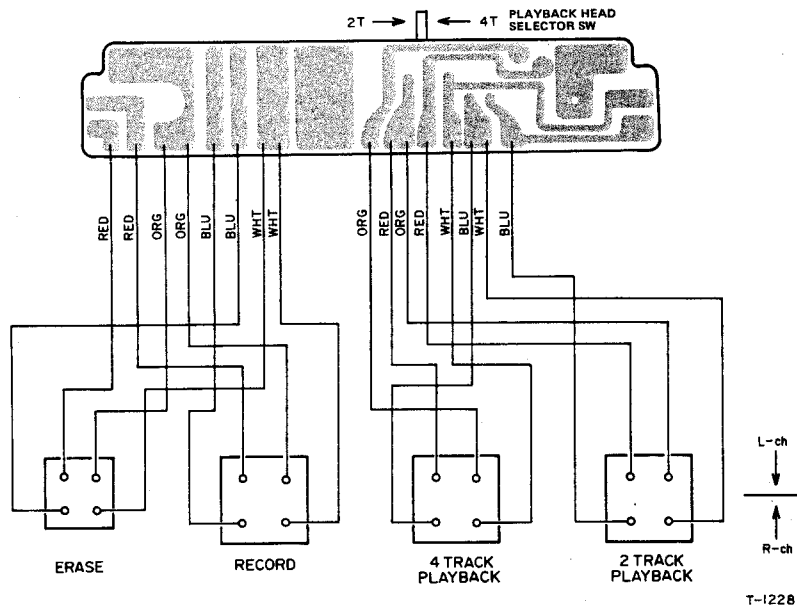 2T → ← 4T PLAYBACK HEAD
SELECTOR SW
RED RED ORG ORG BLU BLU WHT WHT ORG RED ORG RED WHT BLU WHT BLU
L-ch
R-ch
ERASE
RECORD
4 TRACK
PLAYBACK
2 TRACK
PLAYBACK
T-1228